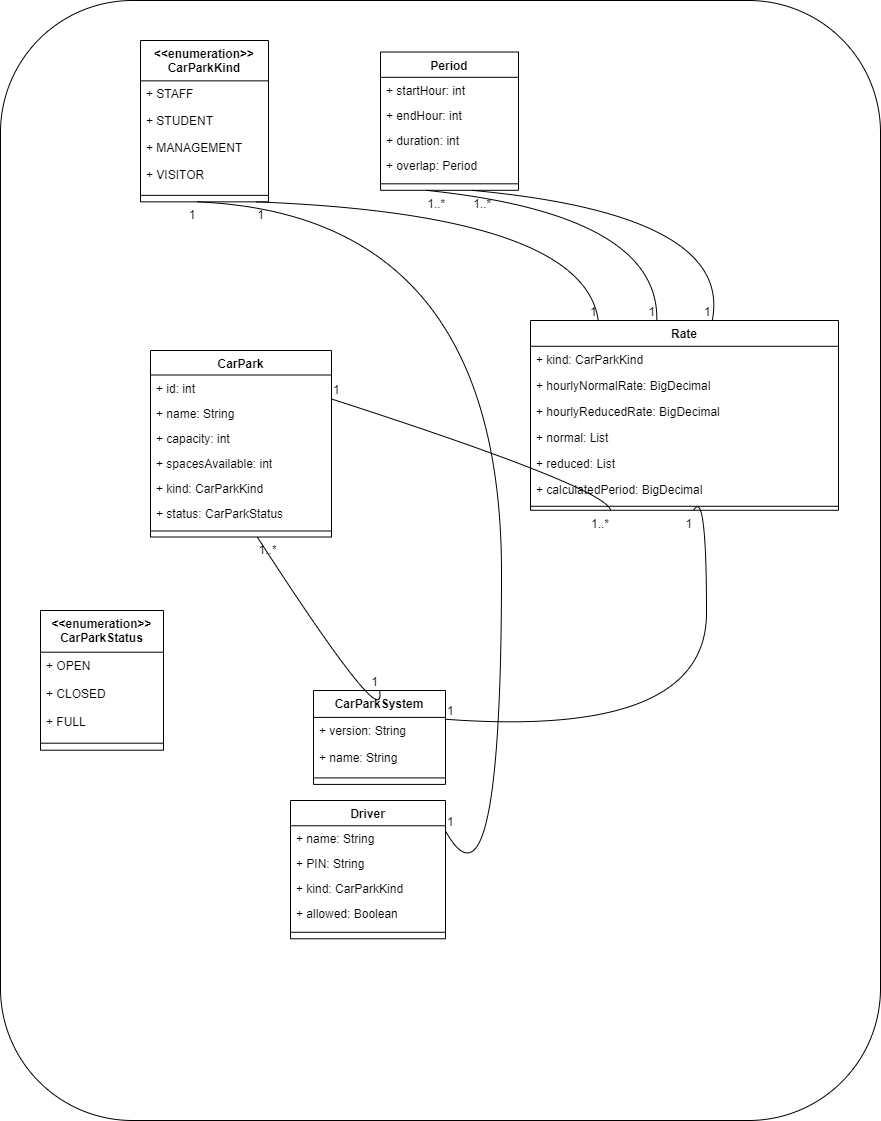 <<enumeration>>
CarParkKind
+ STAFF
+ STUDENT
+ MANAGEMENT
+ VISITOR
Period
+ startHour: int
+ endHour: int
+ duration: int
+ overlap: Period
1
1
1..*
1..*
1
1
1
Rate
+ kind: CarParkKind
+ hourlyNormalRate: BigDecimal
+ hourlyReducedRate: BigDecimal
+ normal: List
+ reduced: List
+ calculatedPeriod: BigDecimal
1..*
1
CarPark
+ id: int
+ name: String
+ capacity: int
+ spacesAvailable: int
+ kind: CarParkKind
+ status: CarParkStatus
1
1..*
<<enumeration>>
CarParkStatus
+ OPEN
+ CLOSED
+ FULL
1
CarParkSystem
+ version: String
+ name: String
1
Driver
+ name: String
+ PIN: String
+ kind: CarParkKind
+ allowed: Boolean
1